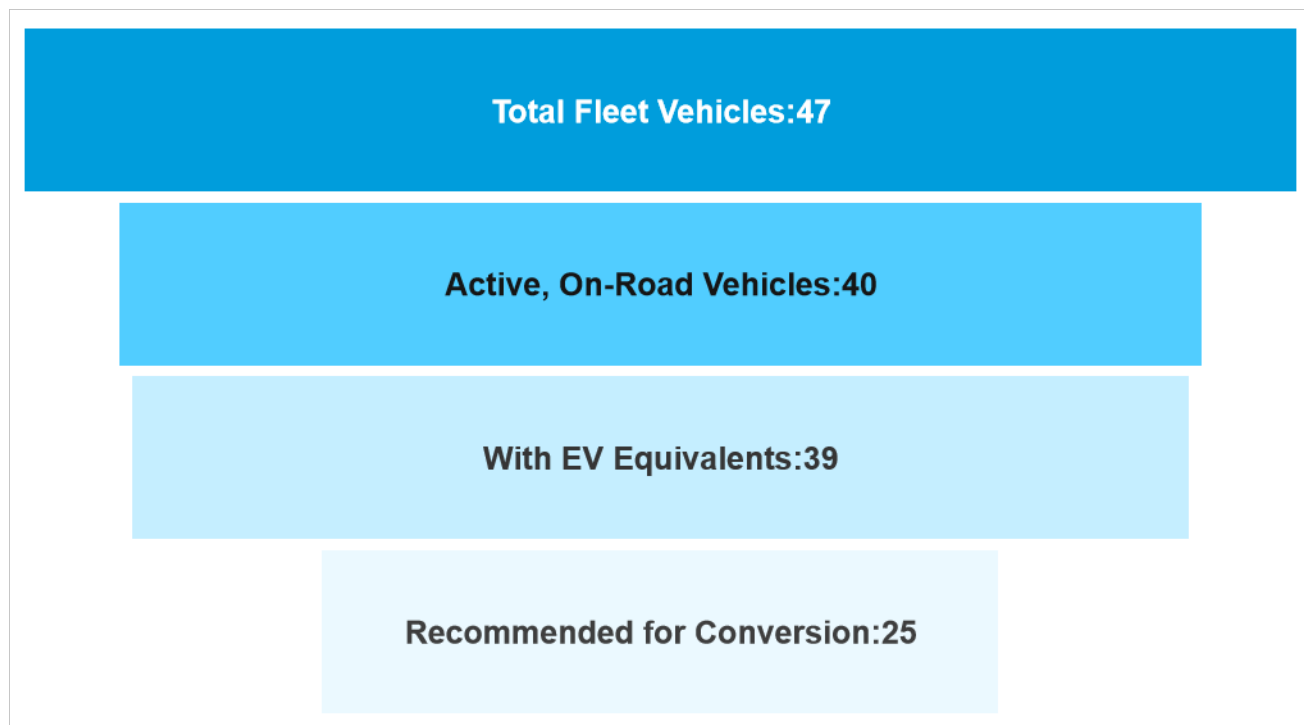 Total Fleet Vehicles:47
Active, On-Road Vehicles:40
With EV Equivalents:39
Recommended for Conversion:25